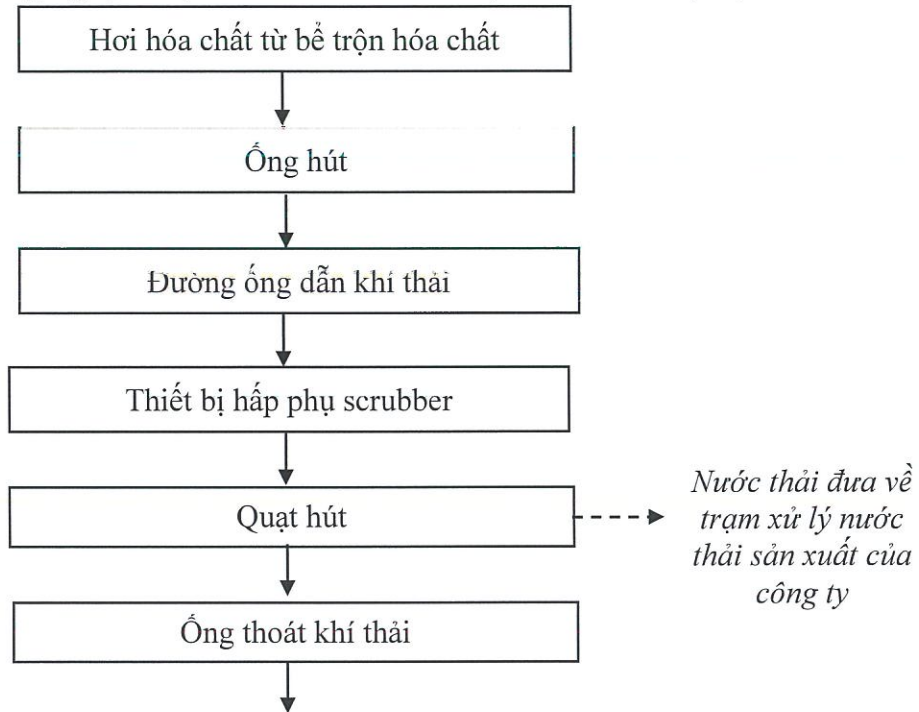 Hơi hóa chất từ bể trộn hóa chất
Ống hút
Đường ống dẫn khí thải
Thiết bị hấp phụ scrubber
Quạt hút
Nước thải đưa về
trạm xử lý nước
thải sản xuất của
công ty
Ống thoát khí thải